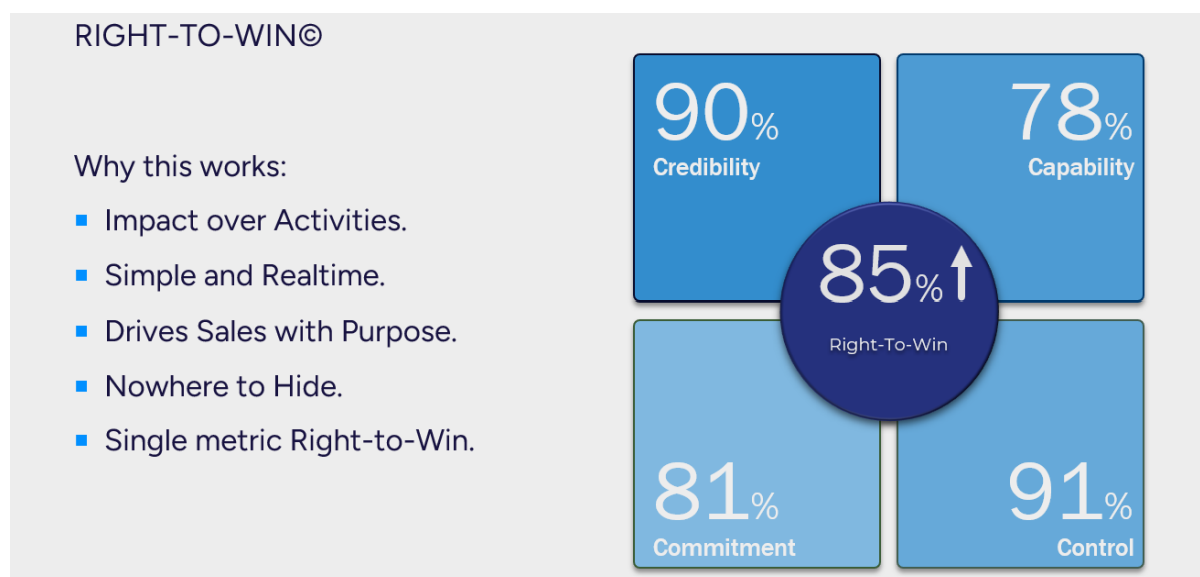 RIGHT-TO-WIN©
Why this works:
Impact over Activities.
Simple and Realtime.
Drives Sales with Purpose.
Nowhere to Hide.
Single metric Right-to-Win.
90%
Credibility
78%
Capability
85%↑
Right-To-Win
81%
Commitment
91%
Control